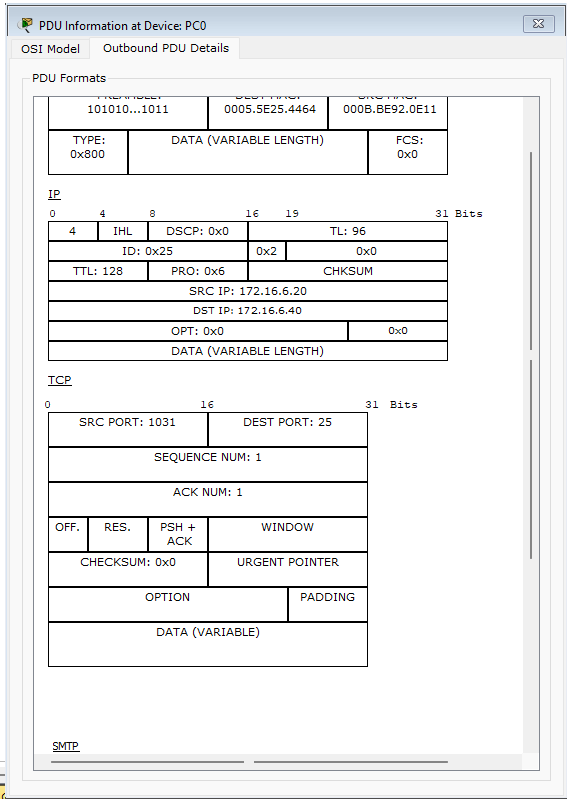 PDU Information at Device: PC0
OSI Model Outbound PDU Details
PDU Formats
PREAMBLE: DEST MAC: SRC MAC:
101010...1011 0005.5E25.4464 000B.BE92.0E11
TYPE: DATA (VARIABLE LENGTH) FCS:
0x800 0x0
IP
0 4 8 16 19 31 Bits
4 IHL DSCP: 0x0 TL: 96
ID: 0x25 0x2 0x0
TTL: 128 PRO: 0x6 CHKSUM
SRC IP: 172.16.6.20
DST IP: 172.16.6.40
OPT: 0x0 0x0
DATA (VARIABLE LENGTH)
TCP
0 16 31 Bits
SRC PORT: 1031 DEST PORT: 25
SEQUENCE NUM: 1
ACK NUM: 1
OFF. RES. PSH + WINDOW
ACK
CHECKSUM: 0x0 URGENT POINTER
OPTION PADDING
DATA (VARIABLE)
SMTP